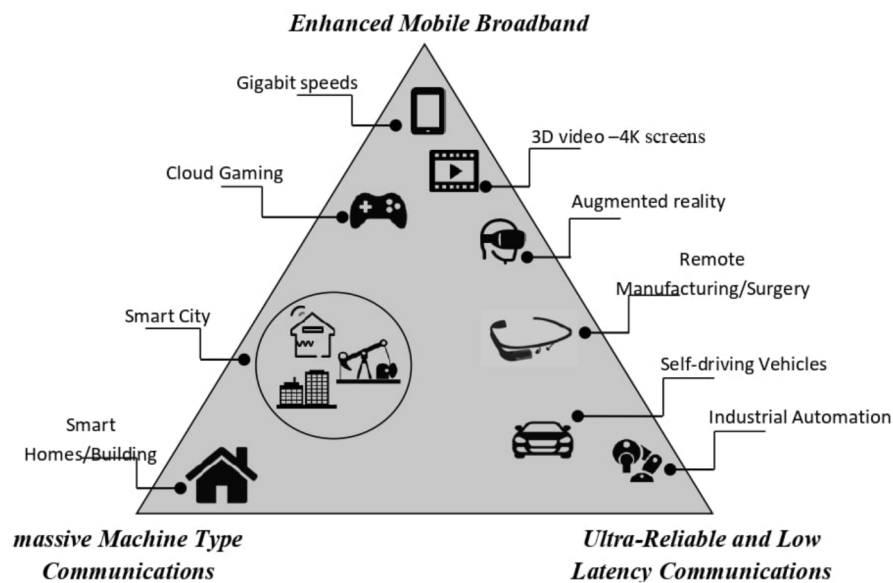 Enhanced Mobile Broadband
Gigabit speeds
3D video –4K screens
Cloud Gaming
Augmented reality
Remote
Manufacturing/Surgery
Smart City
Self-driving Vehicles
Industrial Automation
Smart
Homes/Building
massive Machine Type
Communications
Ultra-Reliable and Low
Latency Communications